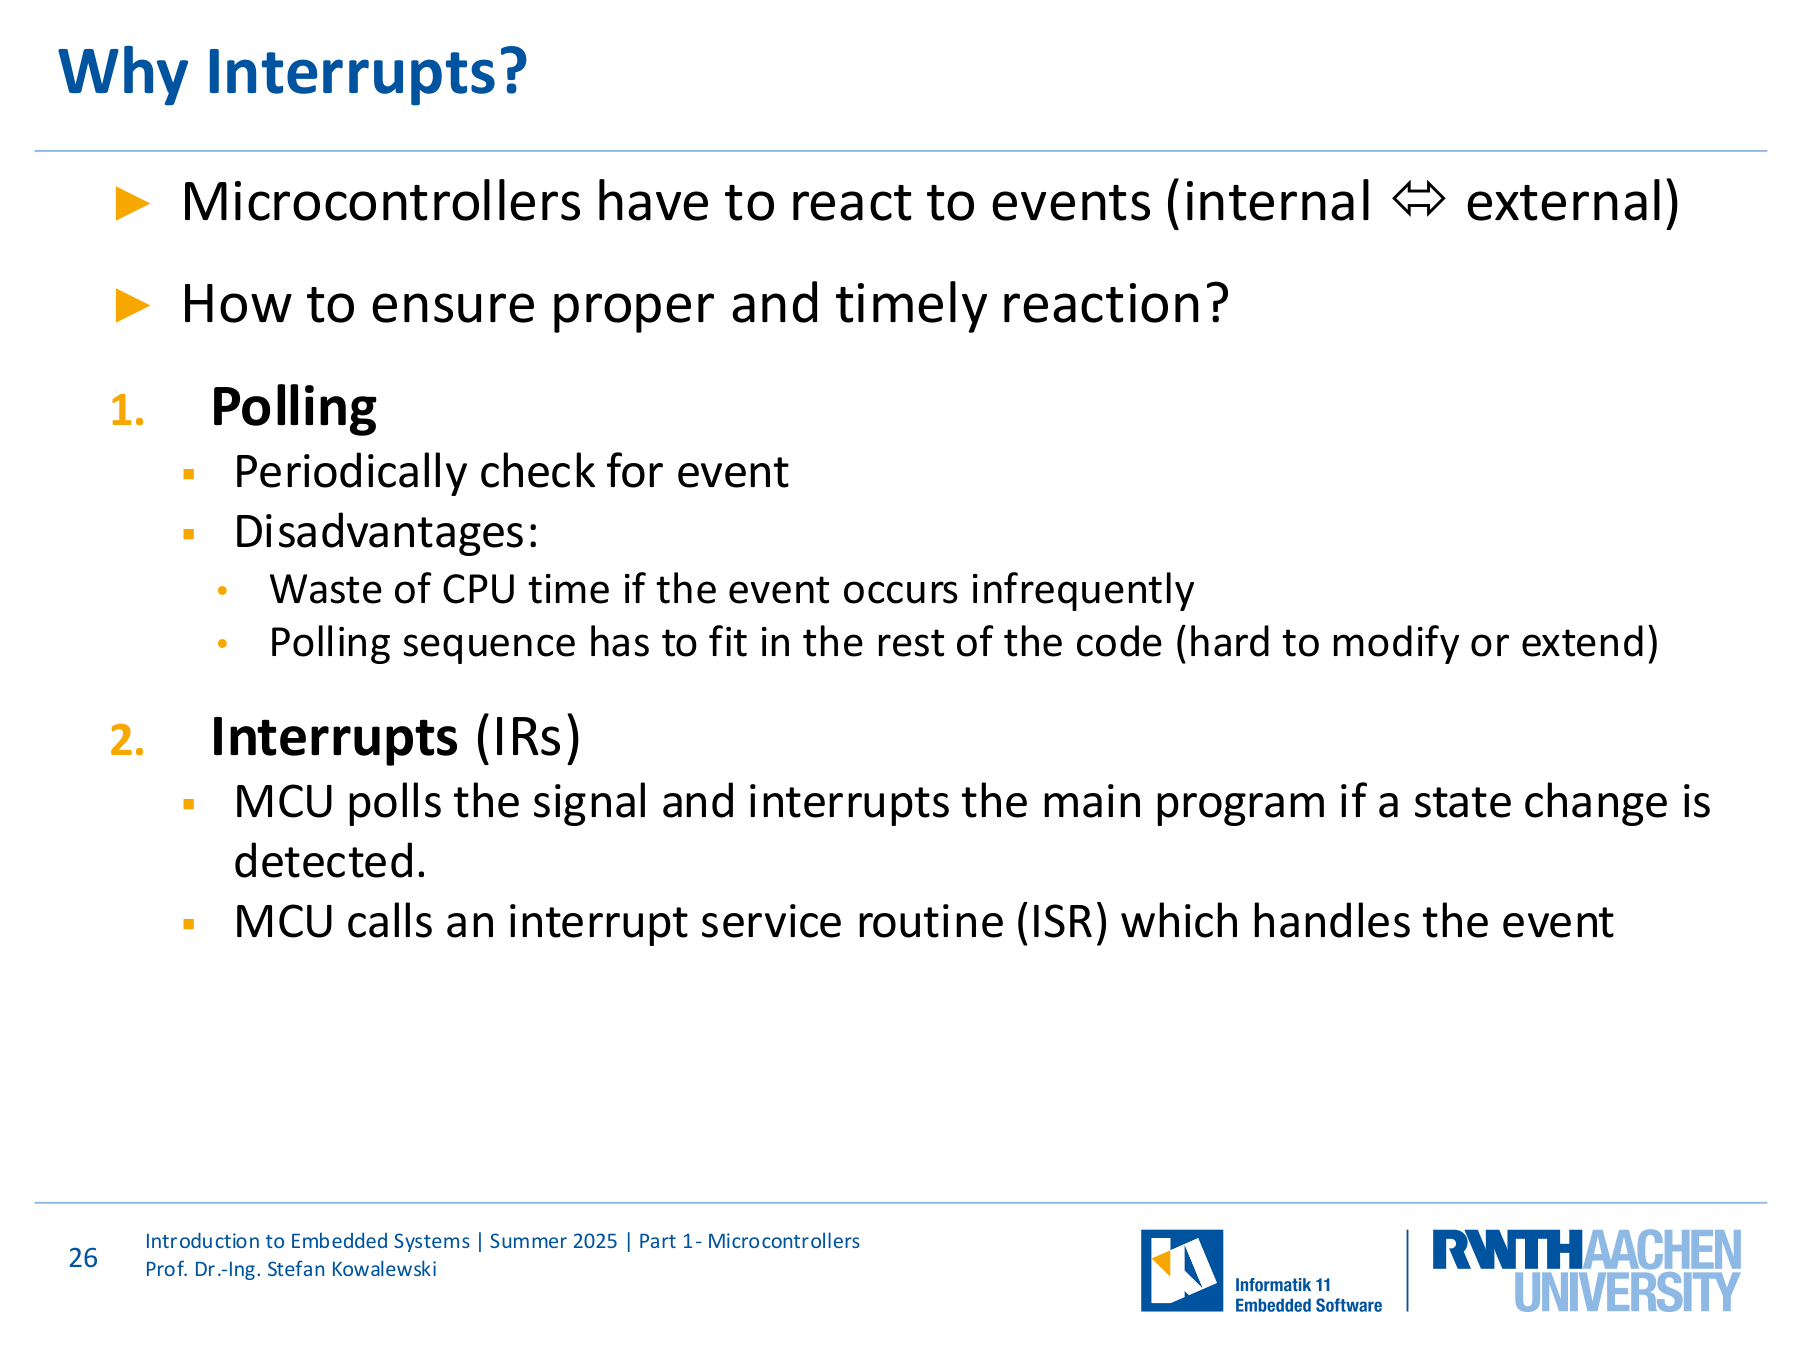 Why Interrupts?
► Microcontrollers have to react to events (internal ⬄ external)
► How to ensure proper and timely reaction?
1. Polling
▪ Periodically check for event
▪ Disadvantages:
• Waste of CPU time if the event occurs infrequently
• Polling sequence has to fit in the rest of the code (hard to modify or extend)
2. Interrupts (IRs)
▪ MCU polls the signal and interrupts the main program if a state change is
detected.
▪ MCU calls an interrupt service routine (ISR) which handles the event
26
Introduction to Embedded Systems | Summer 2025 | Part 1- Microcontrollers
Prof. Dr.-Ing. Stefan Kowalewski
Informatik 11
Embedded Software
RWTHAACHEN
UNIVERSITY